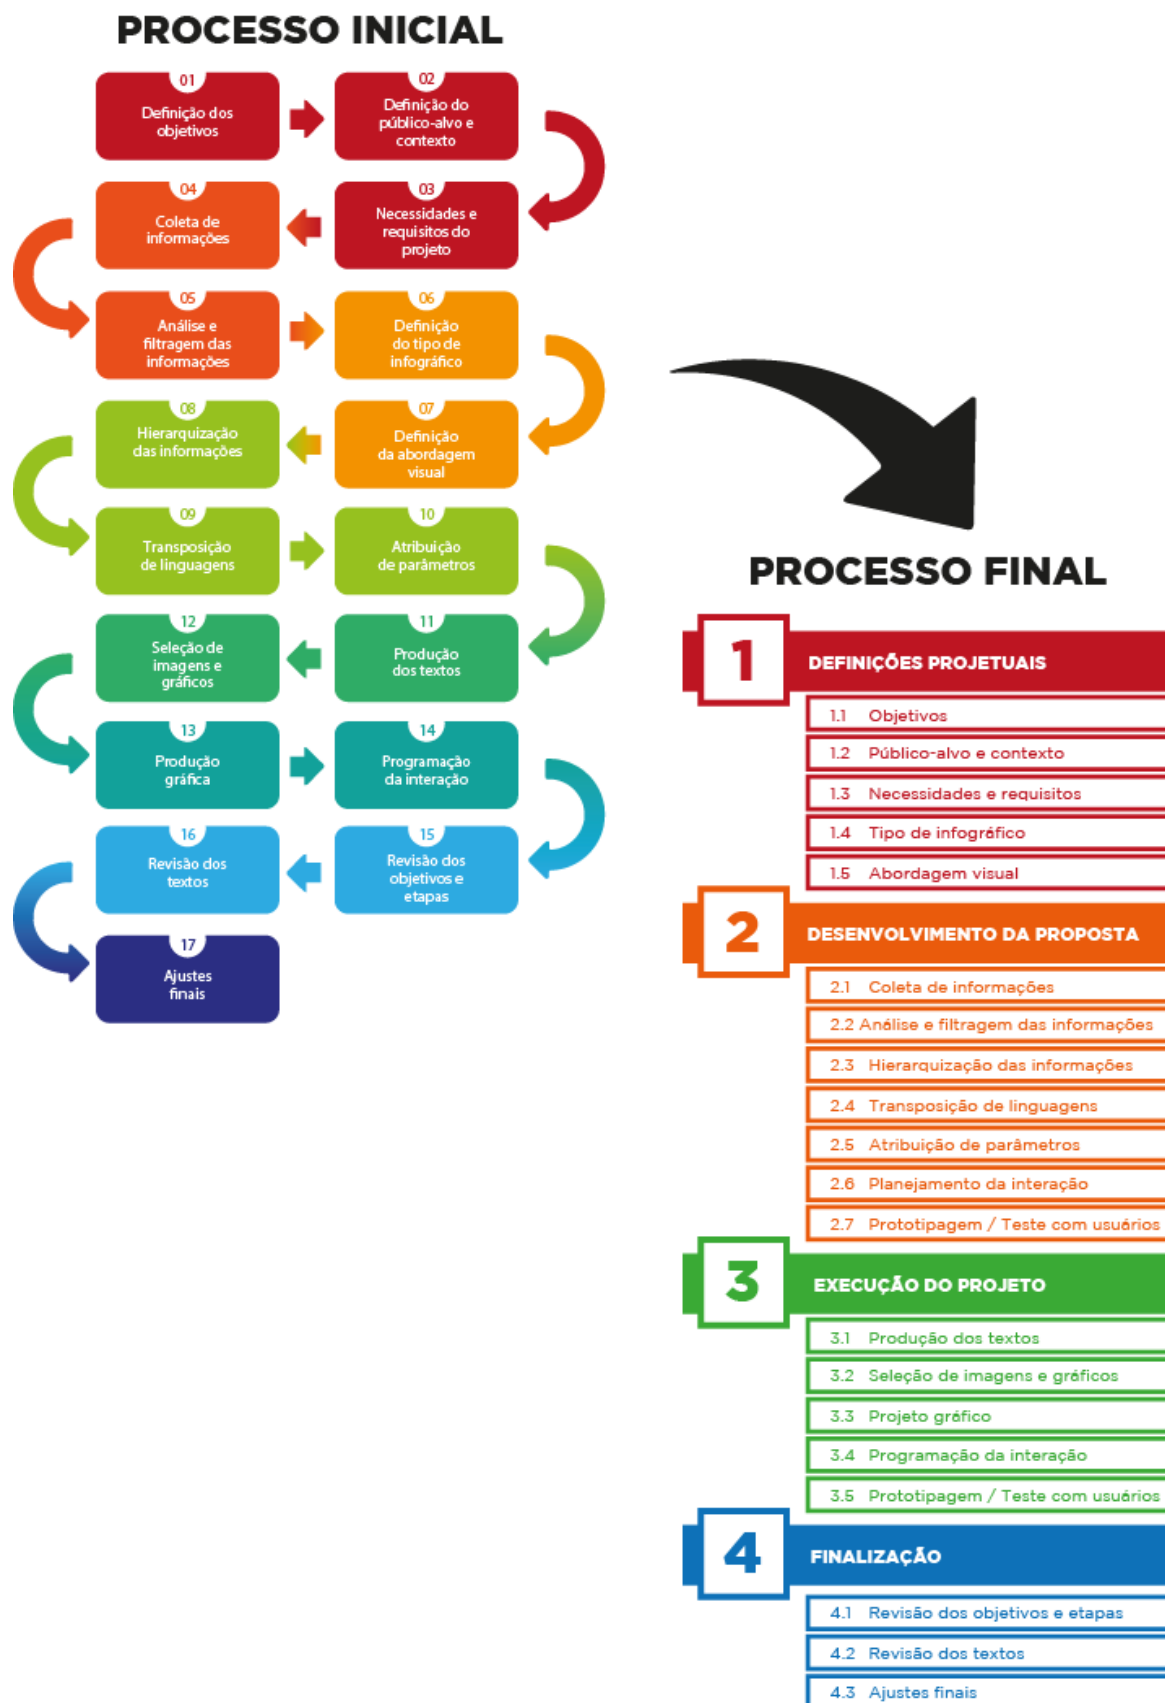 PROCESSO INICIAL
01
Definição dos
objetivos
02
Definição do
público-alvo e
contexto
03
Necessidades e
requisitos do
projeto
04
Coleta de
informações
05
Análise e
filtragem das
informações
06
Definição
do tipo de
infográfico
07
Definição
da abordagem
visual
08
Hierarquização
das informações
09
Transposição
de linguagens
10
Atribuição
de parâmetros
11
Produção
dos textos
12
Seleção de
imagens e
gráficos
13
Produção
gráfica
14
Programação
da interação
15
Revisão dos
objetivos e
etapas
16
Revisão dos
textos
17
Ajustes
finais
PROCESSO FINAL
1 DEFINIÇÕES PROJETUAIS
1.1 Objetivos
1.2 Público-alvo e contexto
1.3 Necessidades e requisitos
1.4 Tipo de infográfico
1.5 Abordagem visual
2 DESENVOLVIMENTO DA PROPOSTA
2.1 Coleta de informações
2.2 Análise e filtragem das informações
2.3 Hierarquização das informações
2.4 Transposição de linguagens
2.5 Atribuição de parâmetros
2.6 Planejamento da interação
2.7 Prototipagem / Teste com usuários
3 EXECUÇÃO DO PROJETO
3.1 Produção dos textos
3.2 Seleção de imagens e gráficos
3.3 Projeto gráfico
3.4 Programação da interação
3.5 Prototipagem / Teste com usuários
4 FINALIZAÇÃO
4.1 Revisão dos objetivos e etapas
4.2 Revisão dos textos
4.3 Ajustes finais